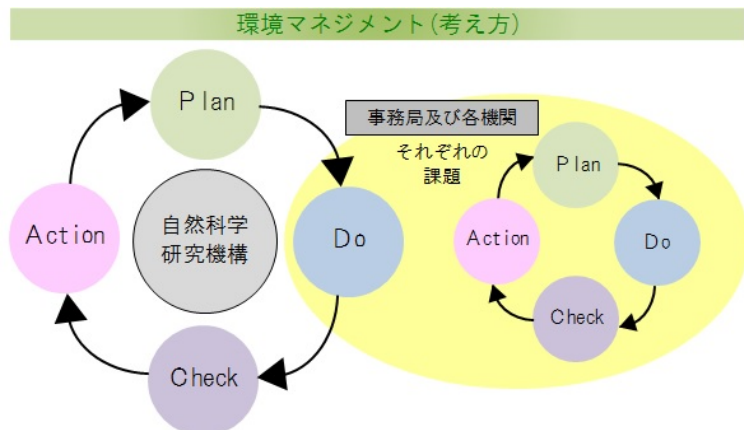 環境マネジメント(考え方)
Plan
Do
Check
Action
自然科学
研究機構
事務局及び各機関
それぞれの
課題
Plan
Do
Check
Action